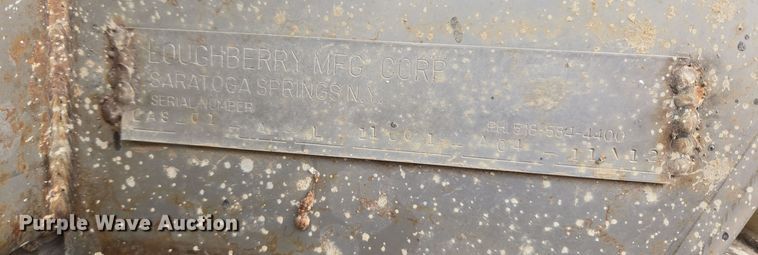 LOUGHBERRY MFG. CORP.
SARATOGA SPRINGS N.Y.
SERIAL NUMBER
PH. 518-584-4400
Purple Wave Auction